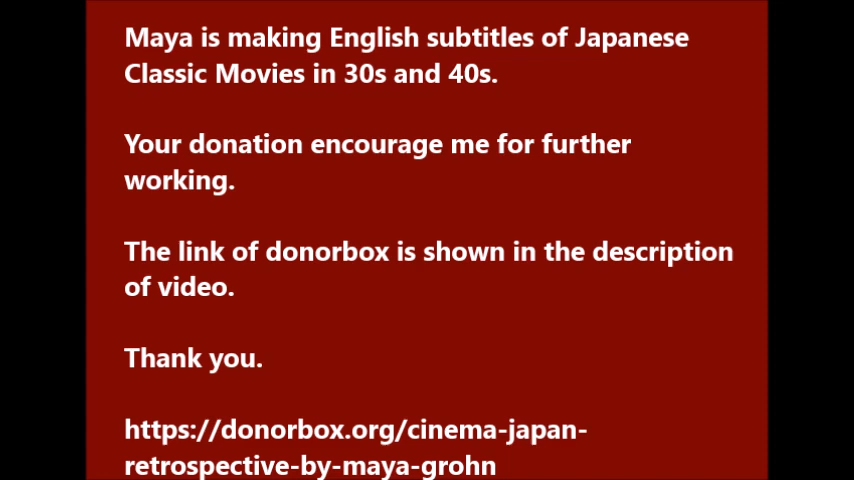 Maya is making English subtitles of Japanese
Classic Movies in 30s and 40s.
Your donation encourage me for further
working.
The link of donorbox is shown in the description
of video.
Thank you.
https://donorbox.org/cinema-japan-
retrospective-by-maya-grohn